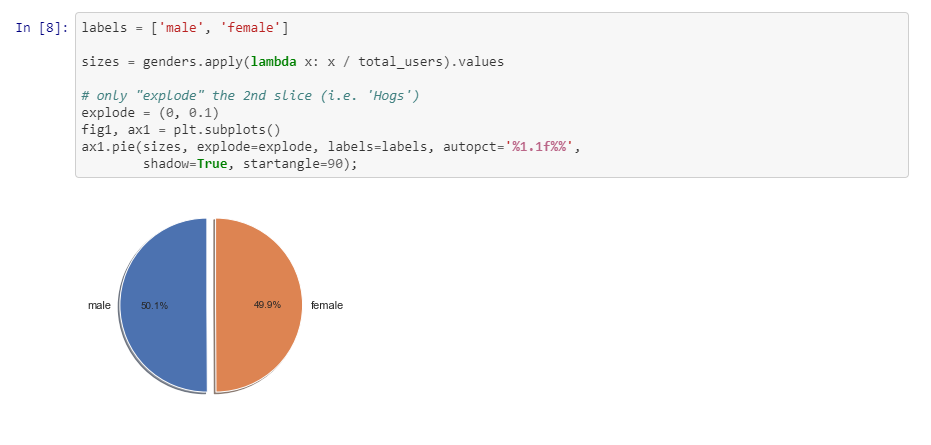 In [8]: labels = ['male', 'female']
sizes = genders.apply(lambda x: x / total_users).values
# only "explode" the 2nd slice (i.e. 'Hogs')
explode = (0, 0.1)
fig1, ax1 = plt.subplots()
ax1.pie(sizes, explode=explode, labels=labels, autopct='%1.1f%%',
        shadow=True, startangle=90);
male 50.1% 49.9% female